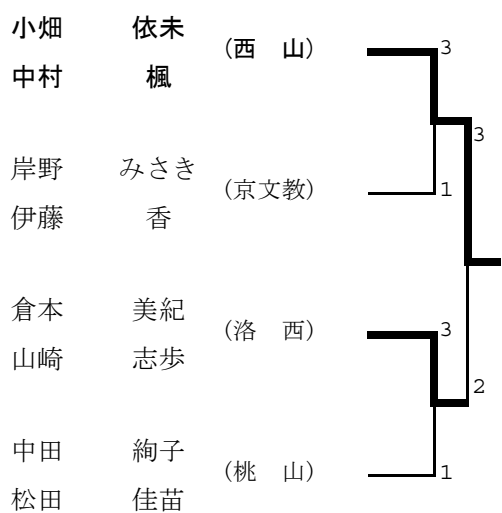 小畑 依未
(西 山) 3
中村 楓
3
岸野 みさき
(京文教) 1
伊藤 香
倉本 美紀
(洛 西) 3
山崎 志歩
2
中田 絢子
(桃 山) 1
松田 佳苗